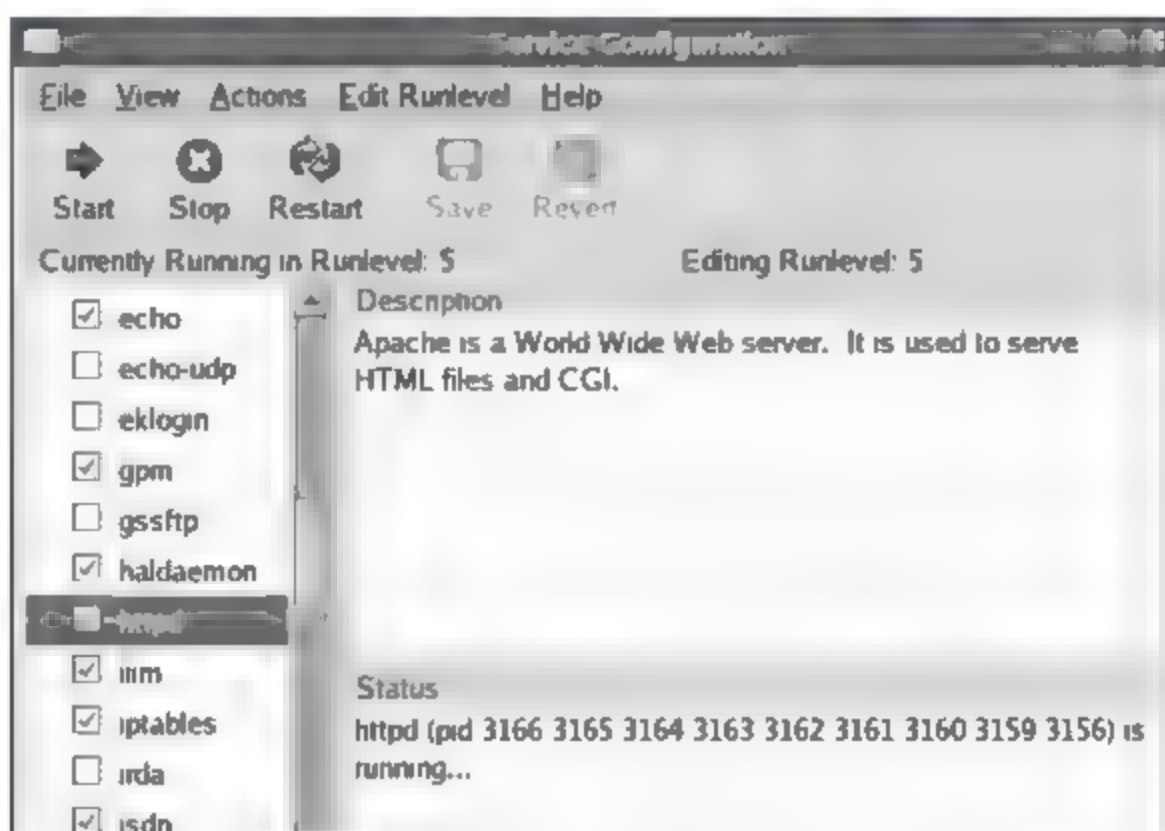 Service Configuration
File View Actions Edit Runlevel Help
Start Stop Restart Save Revert
Currently Running in Runlevel: 5
Editing Runlevel: 5
echo
echo-udp
eklogin
gpm
gssftp
haldaemon
httpd
iiim
iptables
irda
isdn
Description
Apache is a World Wide Web server. It is used to serve
HTML files and CGI.
Status
httpd (pid 3166 3165 3164 3163 3162 3161 3160 3159 3156) is
running...